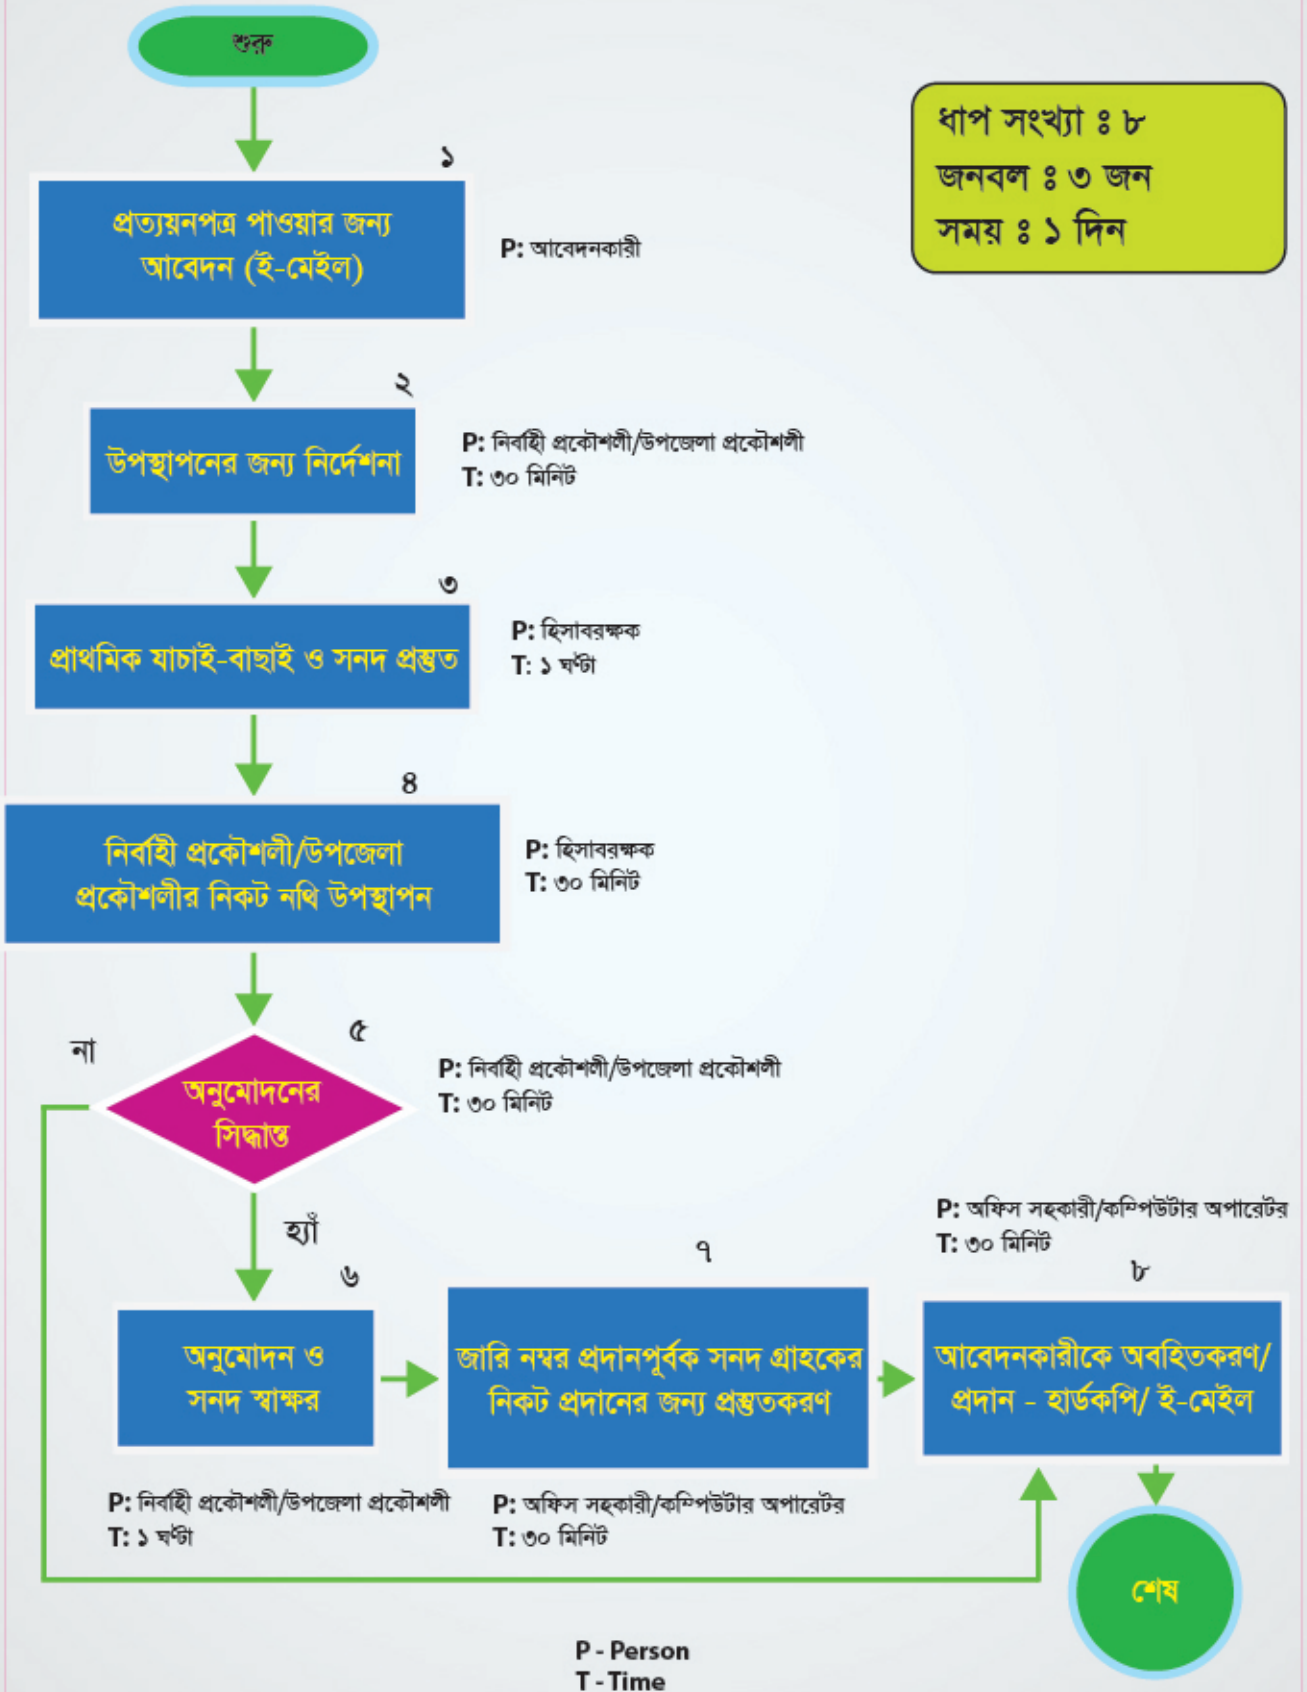 শুরু
ধাপ সংখ্যা ঃ ৮
জনবল ঃ ৩ জন
সময় ঃ ১ দিন
১
প্রত্যয়নপত্র পাওয়ার জন্য
আবেদন (ই-মেইল)
P: আবেদনকারী
২
উপস্থাপনের জন্য নির্দেশনা
P: নির্বাহী প্রকৌশলী/উপজেলা প্রকৌশলী
T: ৩০ মিনিট
৩
প্রাথমিক যাচাই-বাছাই ও সনদ প্রস্তুত
P: হিসাবরক্ষক
T: ১ ঘণ্টা
৪
নির্বাহী প্রকৌশলী/উপজেলা
প্রকৌশলীর নিকট নথি উপস্থাপন
P: হিসাবরক্ষক
T: ৩০ মিনিট
৫
না
অনুমোদনের
সিদ্ধান্ত
P: নির্বাহী প্রকৌশলী/উপজেলা প্রকৌশলী
T: ৩০ মিনিট
হ্যাঁ
৬
অনুমোদন ও
সনদ স্বাক্ষর
P: নির্বাহী প্রকৌশলী/উপজেলা প্রকৌশলী
T: ১ ঘণ্টা
৭
জারি নম্বর প্রদানপূর্বক সনদ গ্রাহকের
নিকট প্রদানের জন্য প্রস্তুতকরণ
P: অফিস সহকারী/কম্পিউটার অপারেটর
T: ৩০ মিনিট
P: অফিস সহকারী/কম্পিউটার অপারেটর
T: ৩০ মিনিট
৮
আবেদনকারীকে অবহিতকরণ/
প্রদান - হার্ডকপি/ ই-মেইল
শেষ
P - Person
T - Time